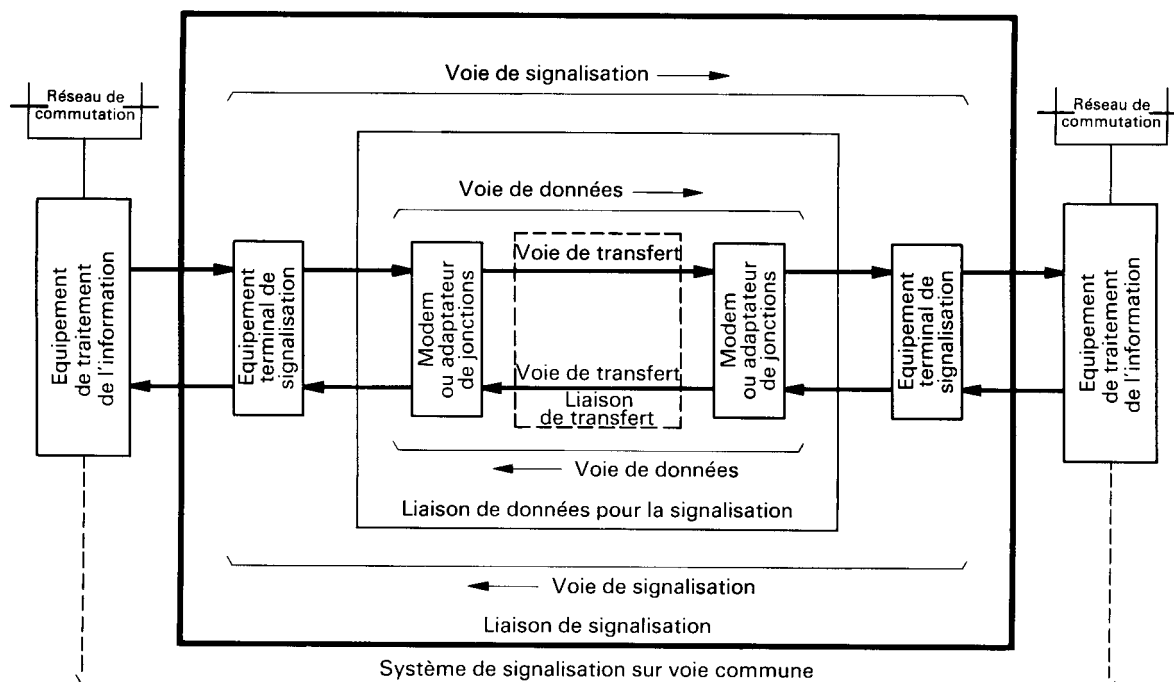 Voie de signalisation
Réseau de
commutation
Réseau de
commutation
Voie de données
Voie de transfert
Equipement
de traitement
de l'information
Equipement
terminal de
signalisation
Modem
ou adaptateur
de jonctions
Modem
ou adaptateur
de jonctions
Equipement
terminal de
signalisation
Equipement
de traitement
de l'information
Voie de transfert
Liaison
de transfert
Voie de données
Liaison de données pour la signalisation
Voie de signalisation
Liaison de signalisation
Système de signalisation sur voie commune